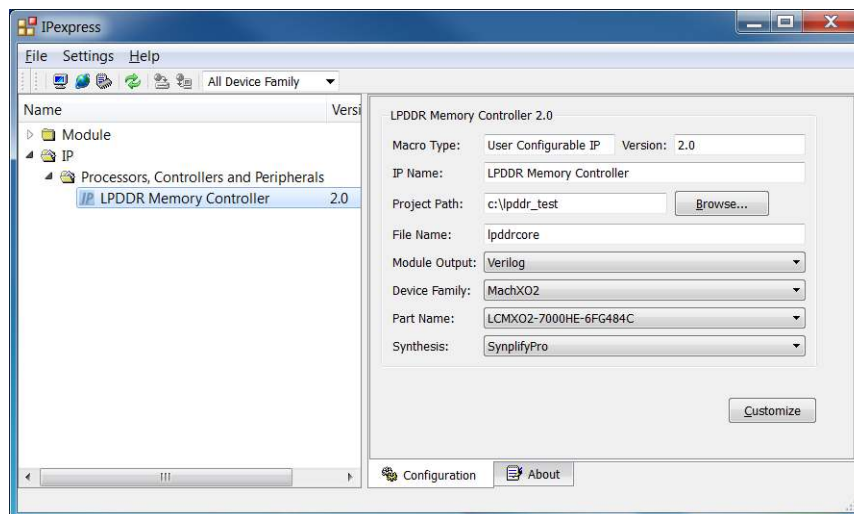 IPexpress
File Settings Help
All Device Family
Name Versi
Module
IP
Processors, Controllers and Peripherals
IP LPDDR Memory Controller 2.0
LPDDR Memory Controller 2.0
Macro Type: User Configurable IP Version: 2.0
IP Name: LPDDR Memory Controller
Project Path: c:\lpddr_test Browse...
File Name: lpddrcore
Module Output: Verilog
Device Family: MachXO2
Part Name: LCMXO2-7000HE-6FG484C
Synthesis: SynplifyPro
Customize
Configuration About